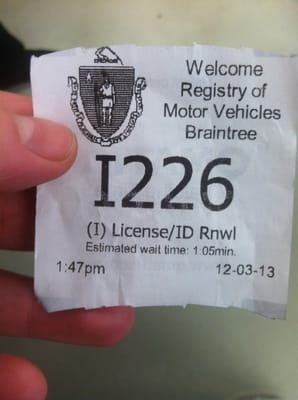 Welcome
Registry of
Motor Vehicles
Braintree
I226
(I) License/ID Rnwl
Estimated wait time: 1:05min.
1:47pm 12-03-13